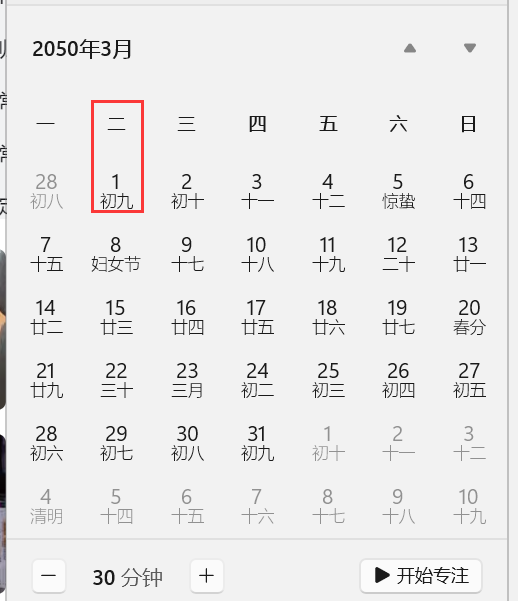 2050年3月
一 二 三 四 五 六 日
28 1 2 3 4 5 6
初八 初九 初十 十一 十二 惊蛰 十四
7 8 9 10 11 12 13
十五 妇女节 十七 十八 十九 二十 廿一
14 15 16 17 18 19 20
廿二 廿三 廿四 廿五 廿六 廿七 春分
21 22 23 24 25 26 27
廿九 三十 三月 初二 初三 初四 初五
28 29 30 31 1 2 3
初六 初七 初八 初九 初十 十一 十二
4 5 6 7 8 9 10
清明 十四 十五 十六 十七 十八 十九
30 分钟 开始专注